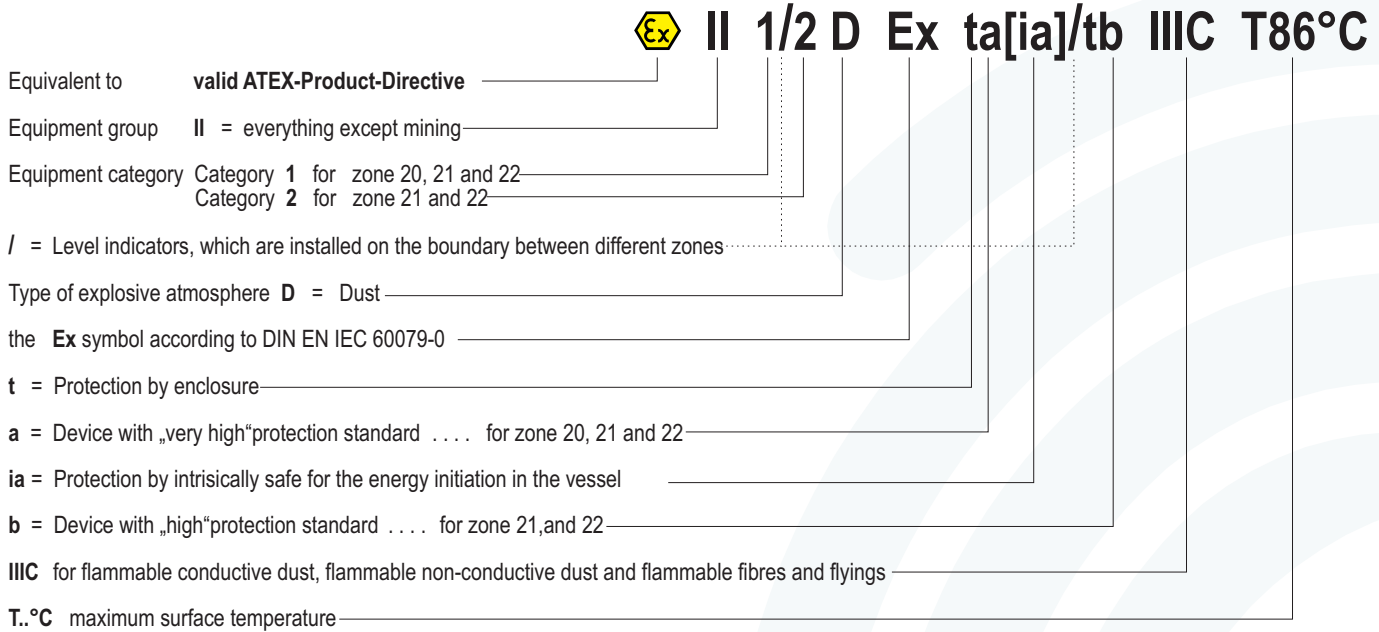 Ex II 1/2 D Ex ta[ia]/tb IIIC T86°C
Equivalent to valid ATEX-Product-Directive
Equipment group II = everything except mining
Equipment category Category 1 for zone 20, 21 and 22
Category 2 for zone 21 and 22
/ = Level indicators, which are installed on the boundary between different zones
Type of explosive atmosphere D = Dust
the Ex symbol according to DIN EN IEC 60079-0
t = Protection by enclosure
a = Device with „very high“protection standard . . . . for zone 20, 21 and 22
ia = Protection by intrisically safe for the energy initiation in the vessel
b = Device with „high“protection standard . . . . for zone 21,and 22
IIIC for flammable conductive dust, flammable non-conductive dust and flammable fibres and flyings
T..°C maximum surface temperature